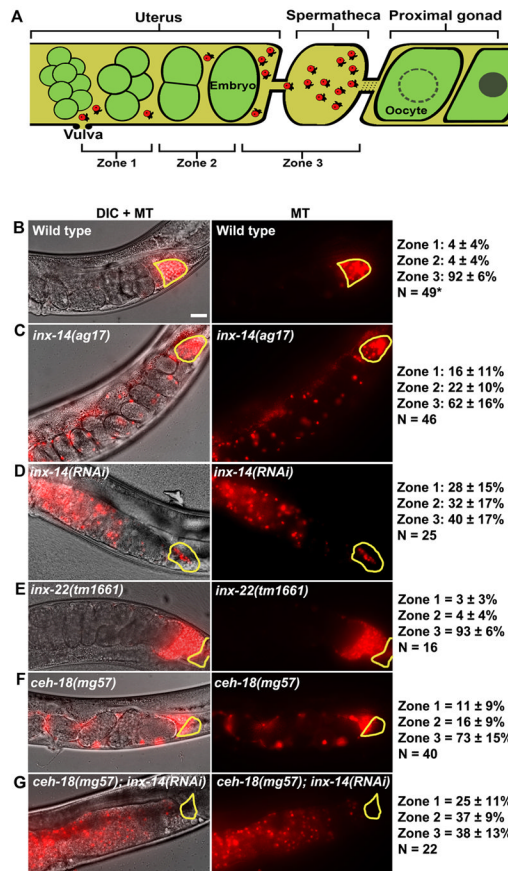 A
Uterus
Spermatheca
Proximal gonad
Embryo
Oocyte
Vulva
Zone 1
Zone 2
Zone 3
DIC + MT
MT
B
Wild type
Wild type
Zone 1: 4 ± 4%
Zone 2: 4 ± 4%
Zone 3: 92 ± 6%
N = 49*
C
inx-14(ag17)
inx-14(ag17)
Zone 1: 16 ± 11%
Zone 2: 22 ± 10%
Zone 3: 62 ± 16%
N = 46
D
inx-14(RNAi)
inx-14(RNAi)
Zone 1: 28 ± 15%
Zone 2: 32 ± 17%
Zone 3: 40 ± 17%
N = 25
E
inx-22(tm1661)
inx-22(tm1661)
Zone 1 = 3 ± 3%
Zone 2 = 4 ± 4%
Zone 3 = 93 ± 6%
N = 16
F
ceh-18(mg57)
ceh-18(mg57)
Zone 1 = 11 ± 9%
Zone 2 = 16 ± 9%
Zone 3 = 73 ± 15%
N = 40
G
ceh-18(mg57); inx-14(RNAi)
ceh-18(mg57); inx-14(RNAi)
Zone 1 = 25 ± 11%
Zone 2 = 37 ± 9%
Zone 3 = 38 ± 13%
N = 22